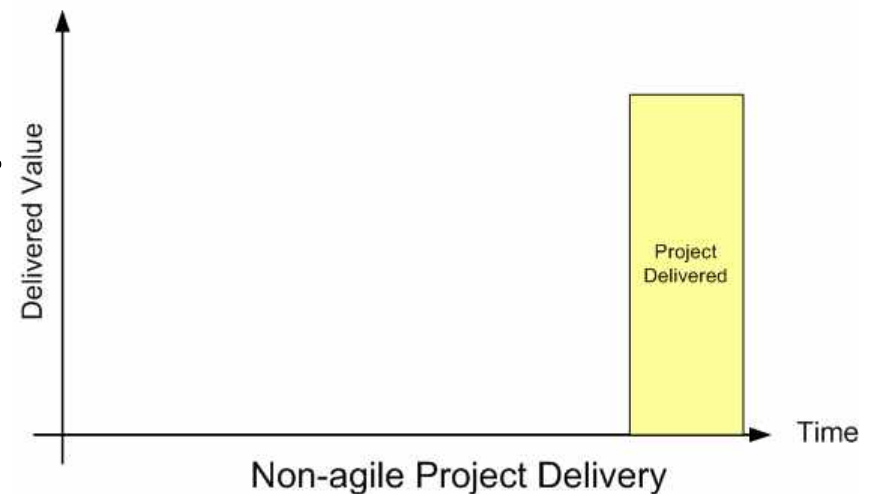 Delivered Value
Project
Delivered
Time
Non-agile Project Delivery